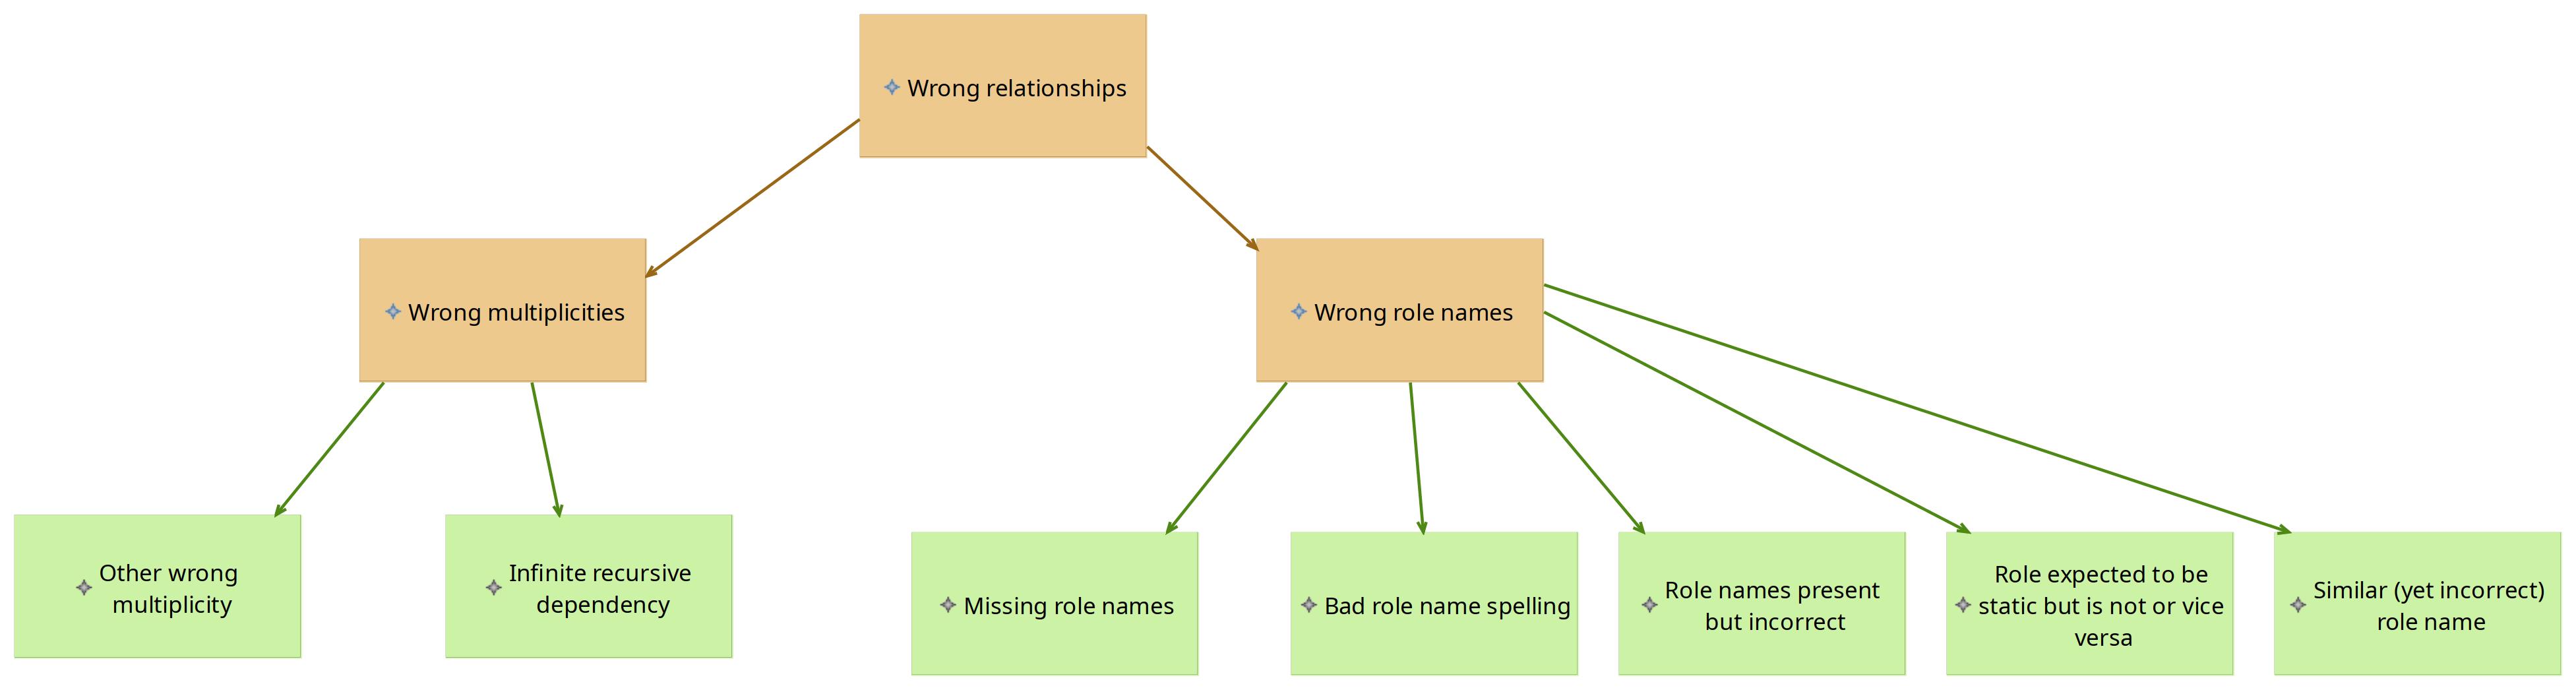 Wrong relationships
Wrong multiplicities
Wrong role names
Other wrong
multiplicity
Infinite recursive
dependency
Missing role names
Bad role name spelling
Role names present
but incorrect
Role expected to be
static but is not or vice
versa
Similar (yet incorrect)
role name